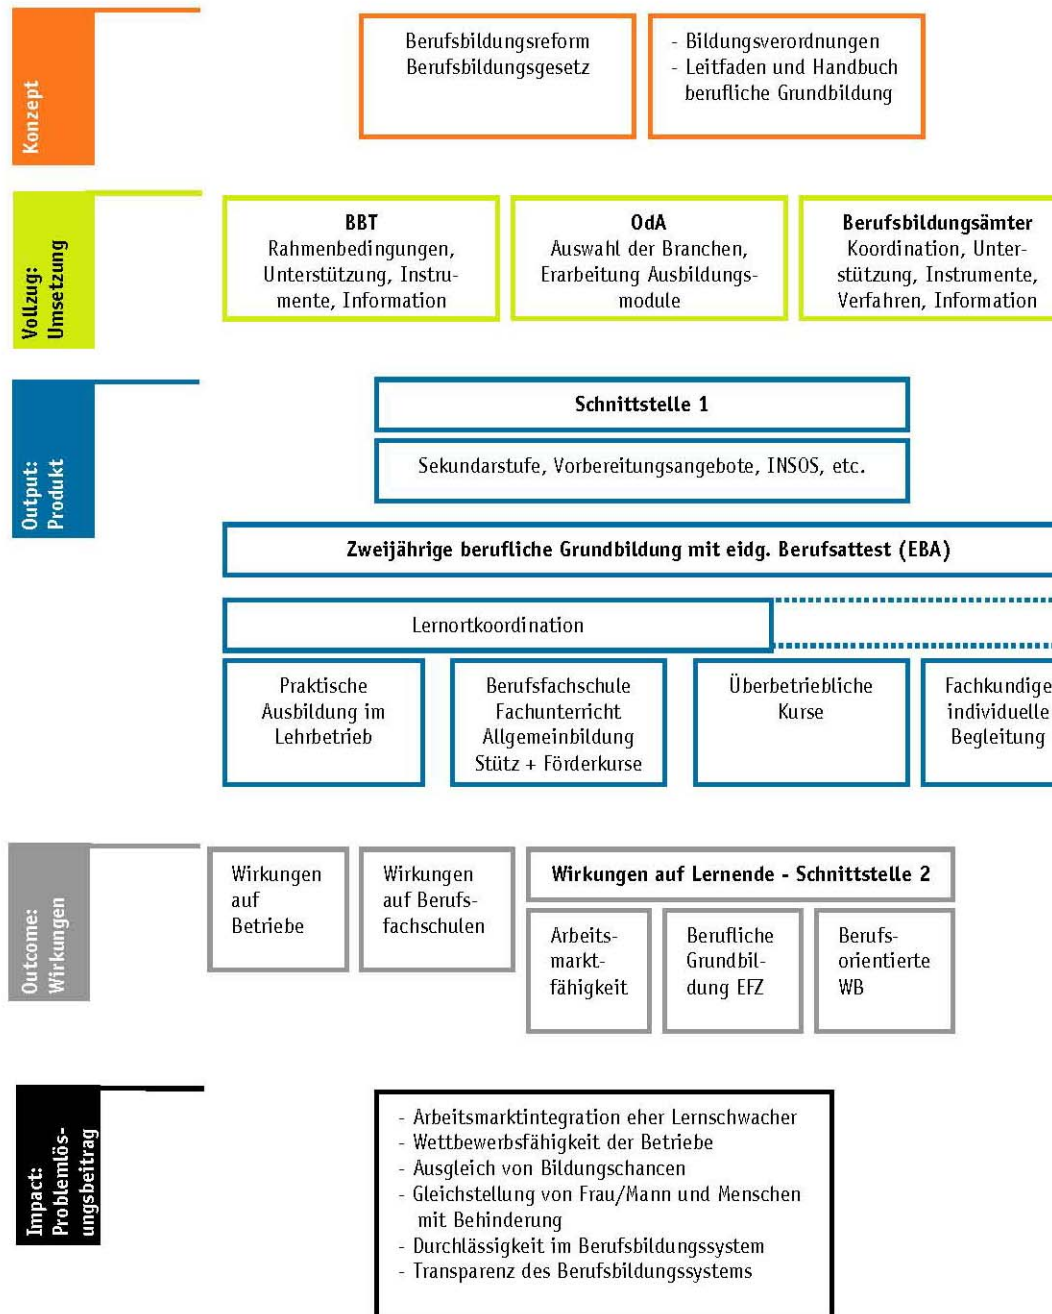 Konzept
Berufsbildungsreform
Berufsbildungsgesetz
- Bildungsverordnungen
- Leitfaden und Handbuch
berufliche Grundbildung
Vollzug:
Umsetzung
BBT
Rahmenbedingungen,
Unterstützung, Instru-
mente, Information
OdA
Auswahl der Branchen,
Erarbeitung Ausbildungs-
module
Berufsbildungsämter
Koordination, Unter-
stützung, Instrumente,
Verfahren, Information
Output:
Produkt
Schnittstelle 1
Sekundarstufe, Vorbereitungsangebote, INSOS, etc.
Zweijährige berufliche Grundbildung mit eidg. Berufsattest (EBA)
Lernortkoordination
Praktische
Ausbildung im
Lehrbetrieb
Berufsfachschule
Fachunterricht
Allgemeinbildung
Stütz + Förderkurse
Überbetriebliche
Kurse
Fachkundige
individuelle
Begleitung
Outcome:
Wirkungen
Wirkungen
auf
Betriebe
Wirkungen
auf Berufs-
fachschulen
Wirkungen auf Lernende - Schnittstelle 2
Arbeits-
markt-
fähigkeit
Berufliche
Grundbil-
dung EFZ
Berufs-
orientierte
WB
Impact:
Problemlös-
ungsbeitrag
- Arbeitsmarktintegration eher Lernschwacher
- Wettbewerbsfähigkeit der Betriebe
- Ausgleich von Bildungschancen
- Gleichstellung von Frau/Mann und Menschen
mit Behinderung
- Durchlässigkeit im Berufsbildungssystem
- Transparenz des Berufsbildungssystems